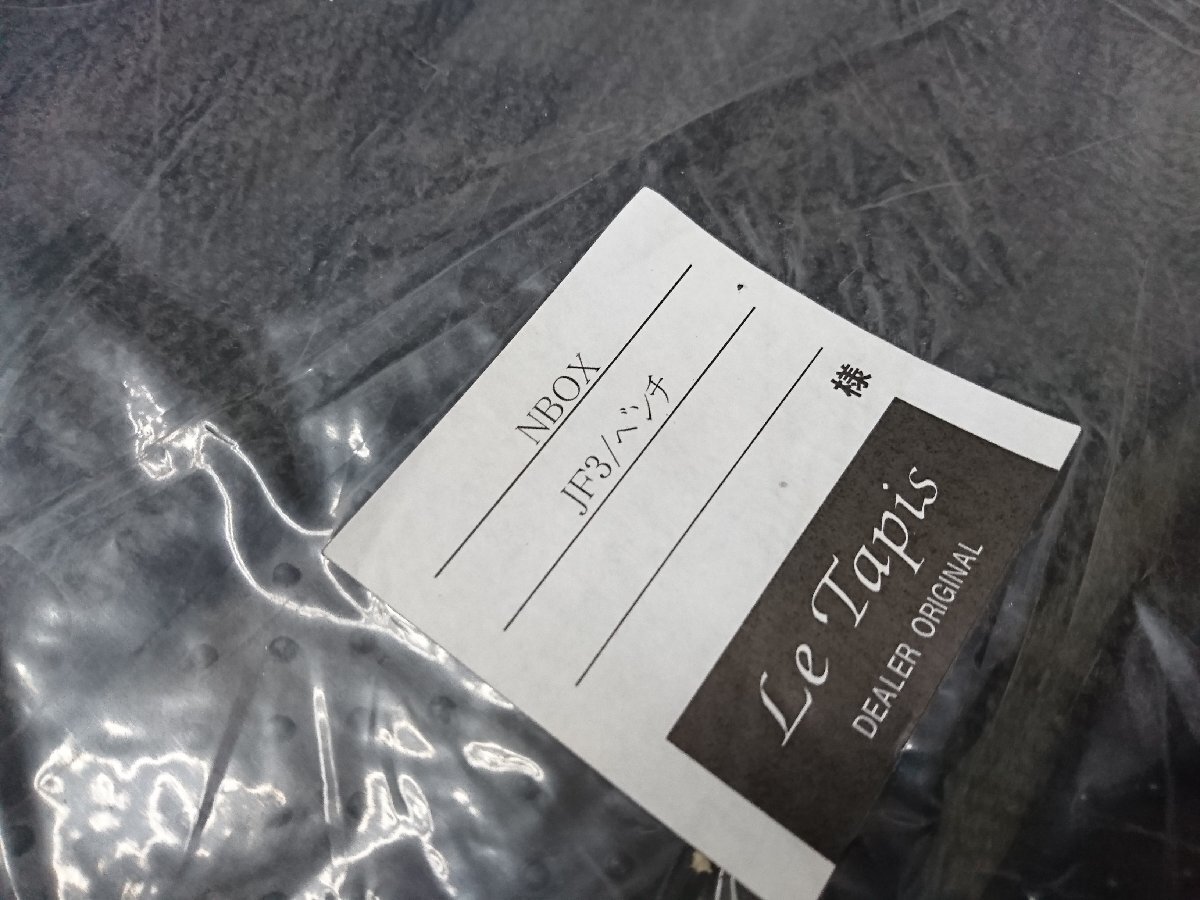 NBOX
JF3/ベンチ
様
Le Tapis
DEALER ORIGINAL